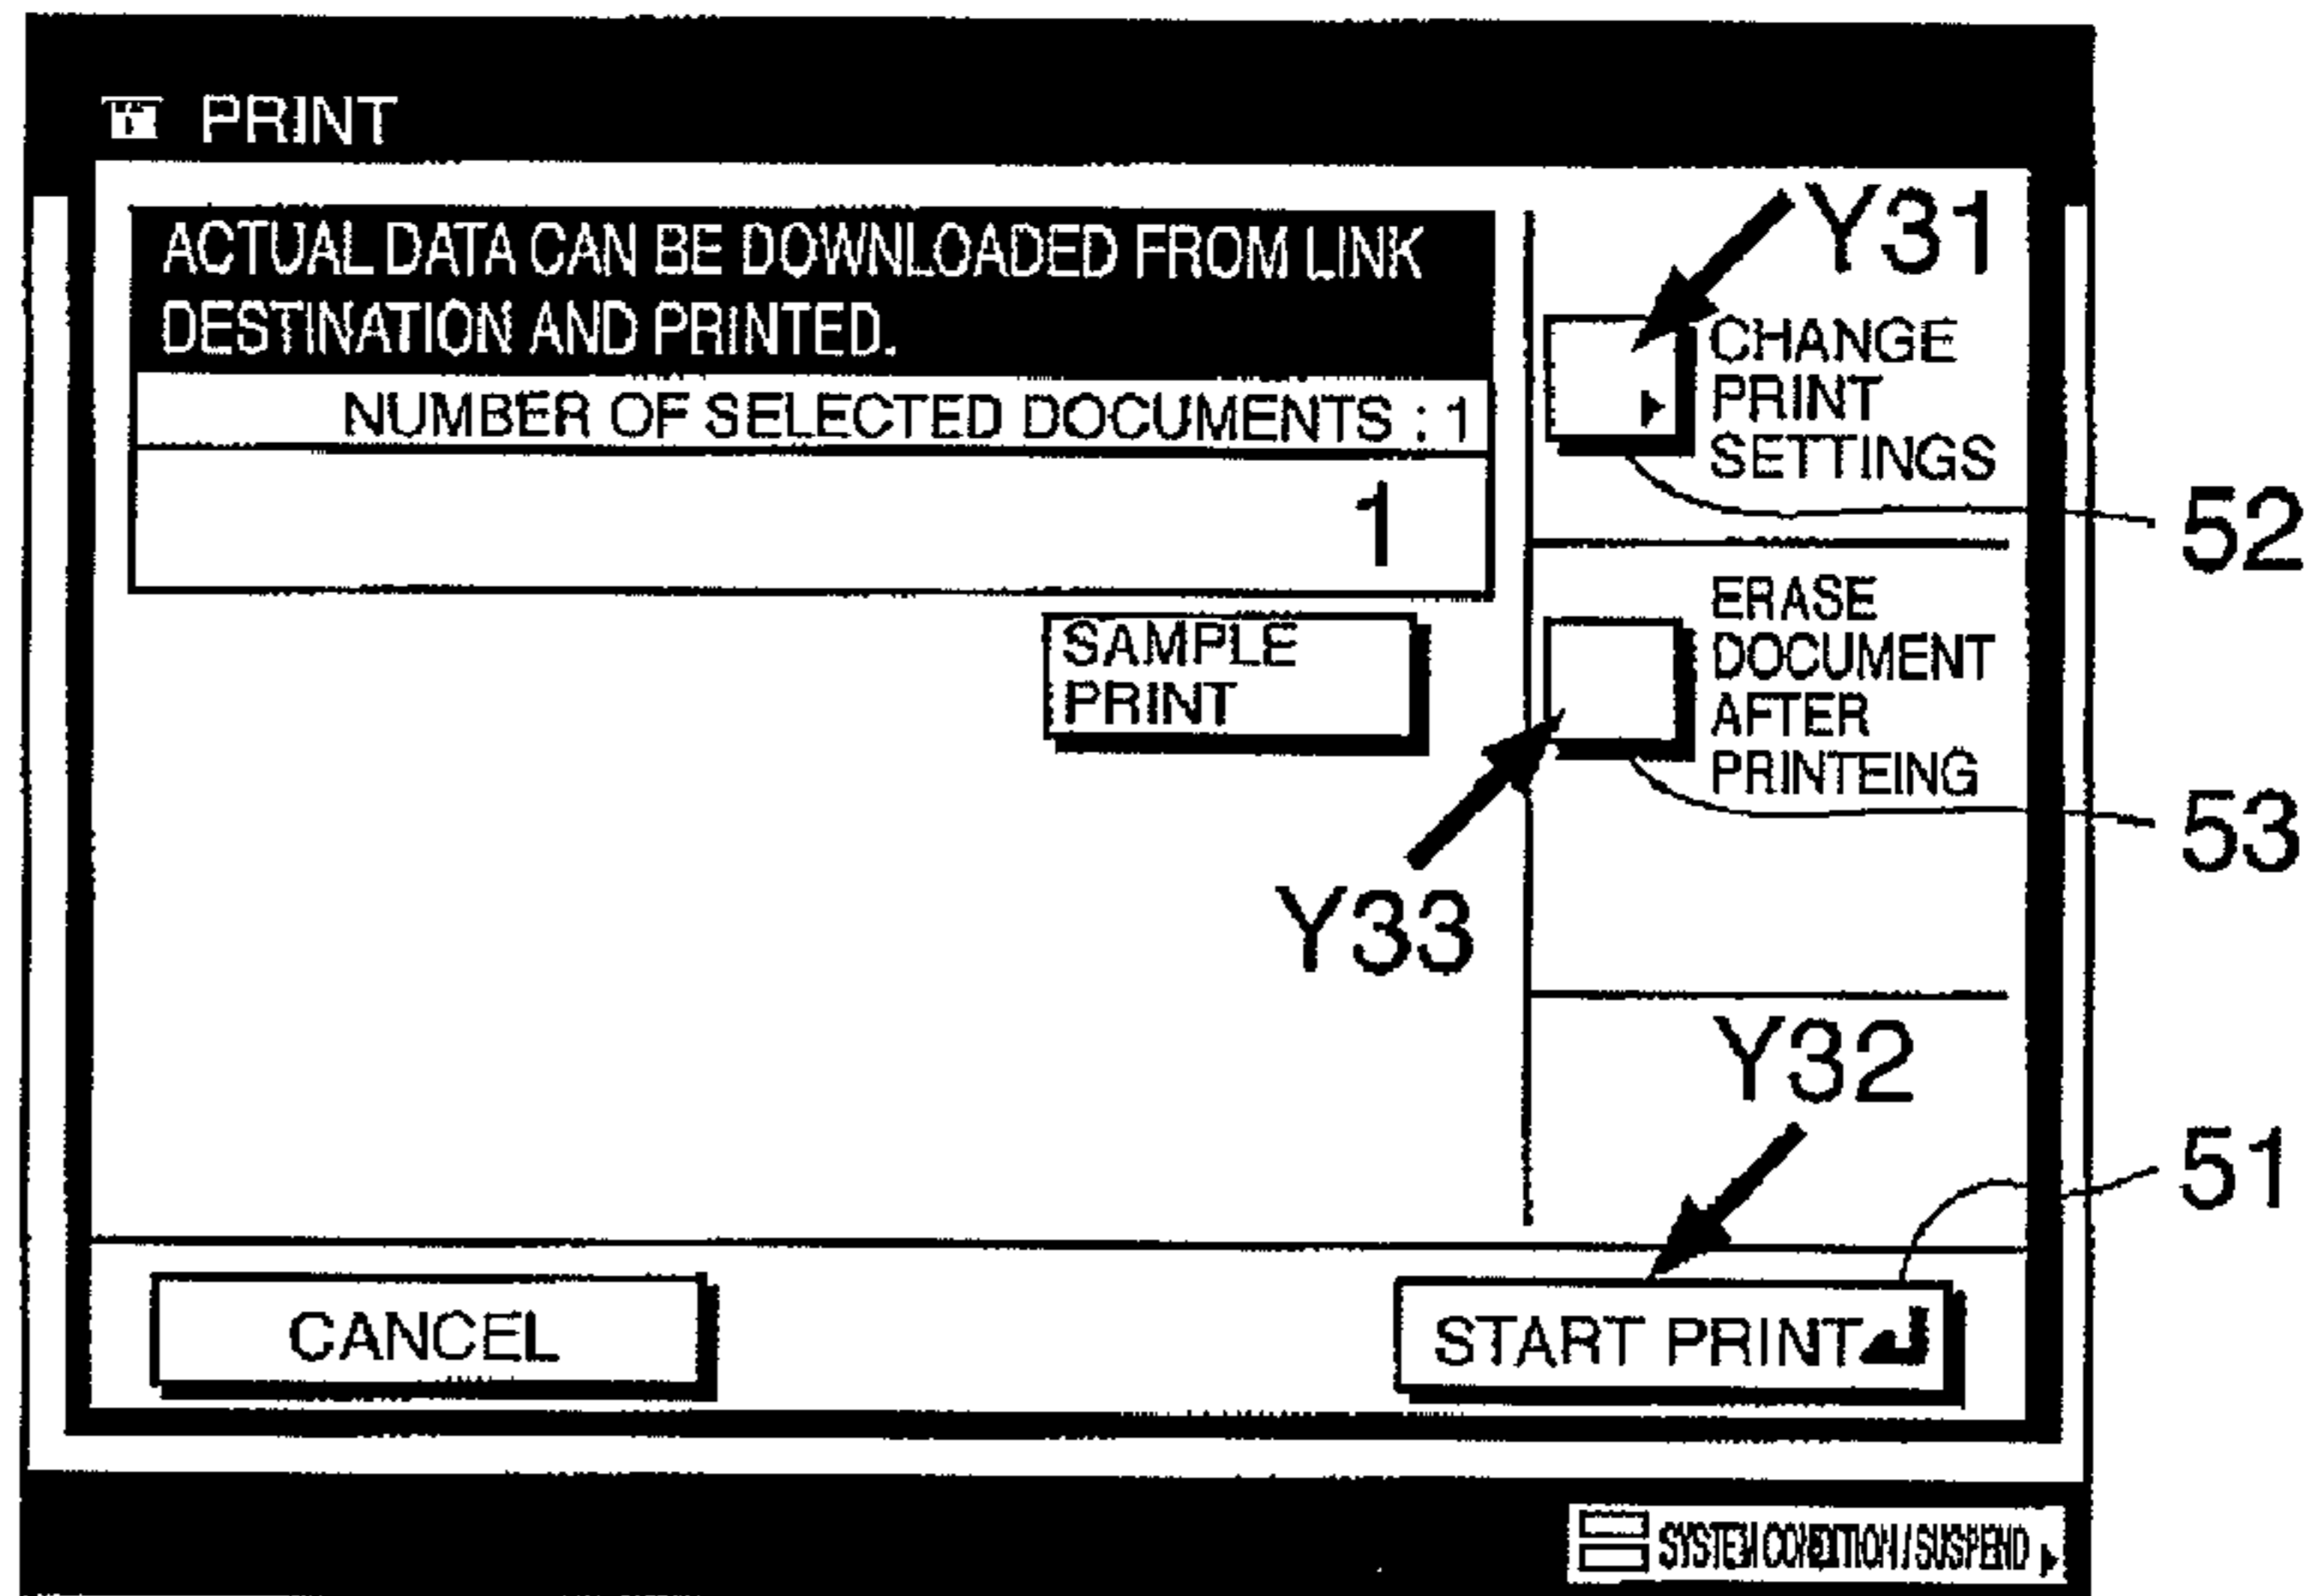 PRINT
ACTUAL DATA CAN BE DOWNLOADED FROM LINK
DESTINATION AND PRINTED.
NUMBER OF SELECTED DOCUMENTS : 1
1
SAMPLE
PRINT
Y31
CHANGE
PRINT
SETTINGS
52
ERASE
DOCUMENT
AFTER
PRINTEING
53
Y33
Y32
51
CANCEL
START PRINT
SYSTEM CONDITION / SUSPEND